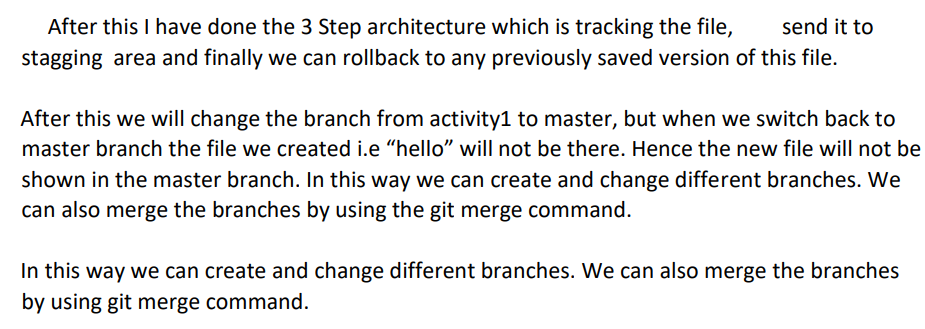 After this I have done the 3 Step architecture which is tracking the file, send it to
stagging area and finally we can rollback to any previously saved version of this file.
After this we will change the branch from activity1 to master, but when we switch back to
master branch the file we created i.e “hello” will not be there. Hence the new file will not be
shown in the master branch. In this way we can create and change different branches. We
can also merge the branches by using the git merge command.
In this way we can create and change different branches. We can also merge the branches
by using git merge command.